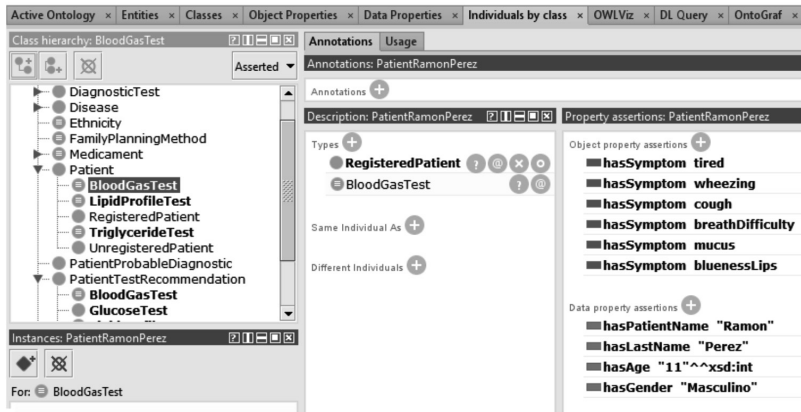 Active Ontology × Entities × Classes × Object Properties × Data Properties × Individuals by class × OWLViz × DL Query × OntoGraf ×
Class hierarchy: BloodGasTest
Asserted
DiagnosticTest
Disease
Ethnicity
FamilyPlanningMethod
Medicament
Patient
BloodGasTest
LipidProfileTest
RegisteredPatient
TriglycerideTest
UnregisteredPatient
PatientProbableDiagnostic
PatientTestRecommendation
BloodGasTest
GlucoseTest
Instances: PatientRamonPerez
For: BloodGasTest
Annotations Usage
Annotations: PatientRamonPerez
Annotations
Description: PatientRamonPerez
Types
RegisteredPatient
BloodGasTest
Same Individual As
Different Individuals
Property assertions: PatientRamonPerez
Object property assertions
hasSymptom tired
hasSymptom wheezing
hasSymptom cough
hasSymptom breathDifficulty
hasSymptom mucus
hasSymptom bluenessLips
Data property assertions
hasPatientName "Ramon"
hasLastName "Perez"
hasAge "11"^^xsd:int
hasGender "Masculino"